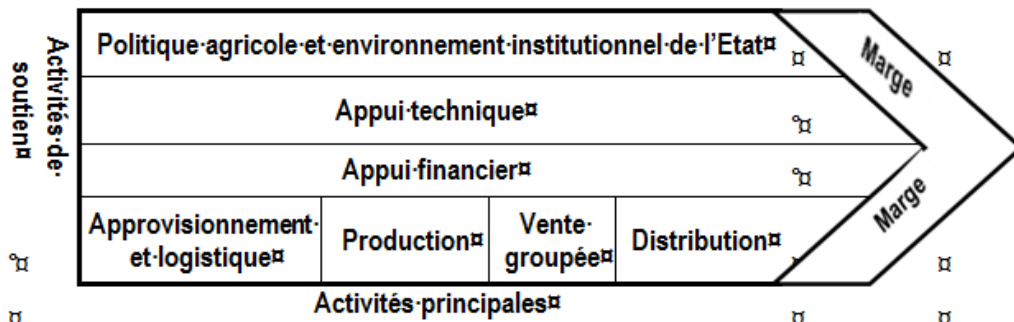 Activités·de·
soutien¤
Politique·agricole·et·environnement·institutionnel·de·l’Etat¤
¤
Marge
¤
Appui·technique¤
°¤
Appui·financier¤
°¤
Marge
Approvisionnement·
et·logistique¤
Production¤
Vente·
groupée¤
Distribution¤
°¤
¤
Activités·principales¤
¤
¤
¤